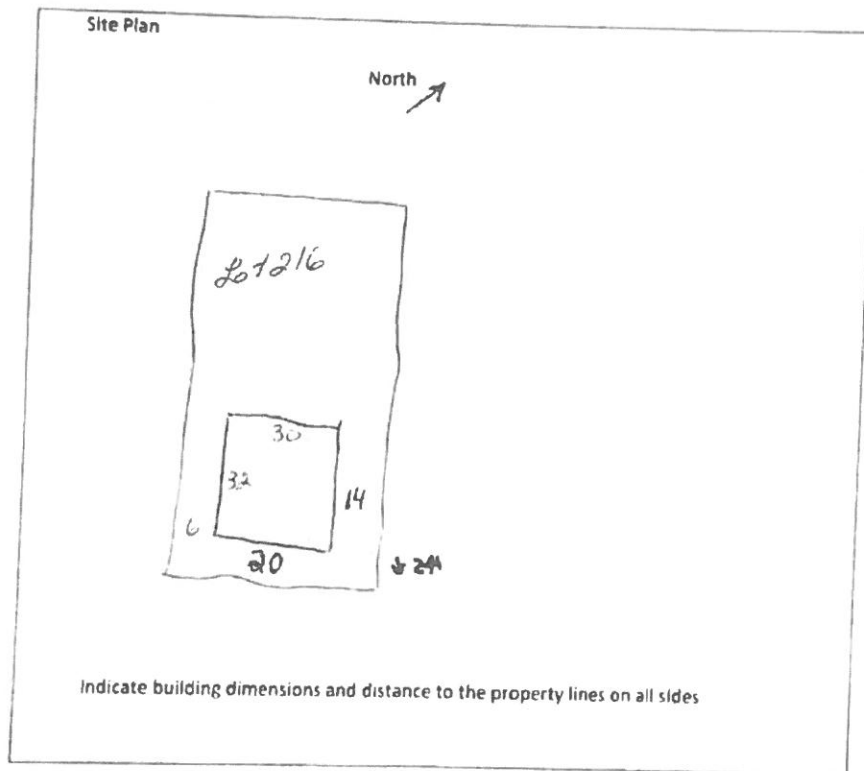 Site Plan
North
Lot 216
30
32
14
6
20
Indicate building dimensions and distance to the property lines on all sides